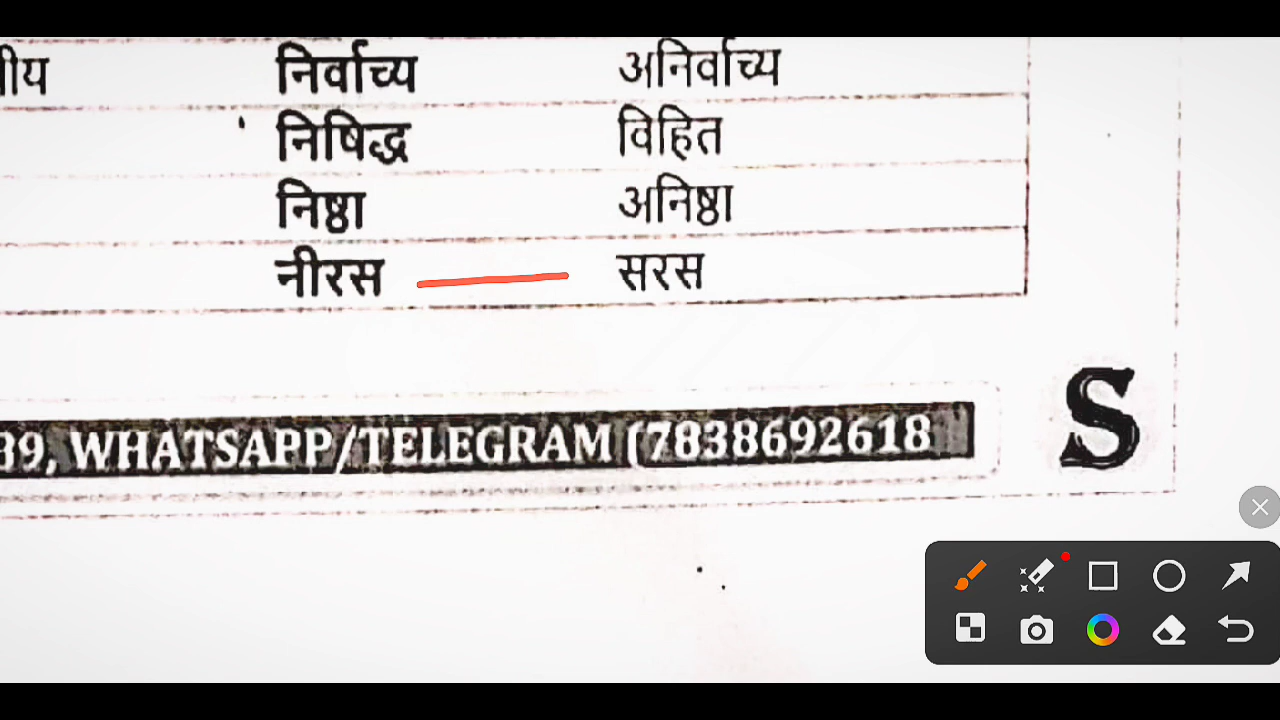 निर्वाच्य अनिर्वाच्य
निषिद्ध विहित
निष्ठा अनिष्ठा
नीरस सरस
39, WHATSAPP/TELEGRAM (7838692618
S